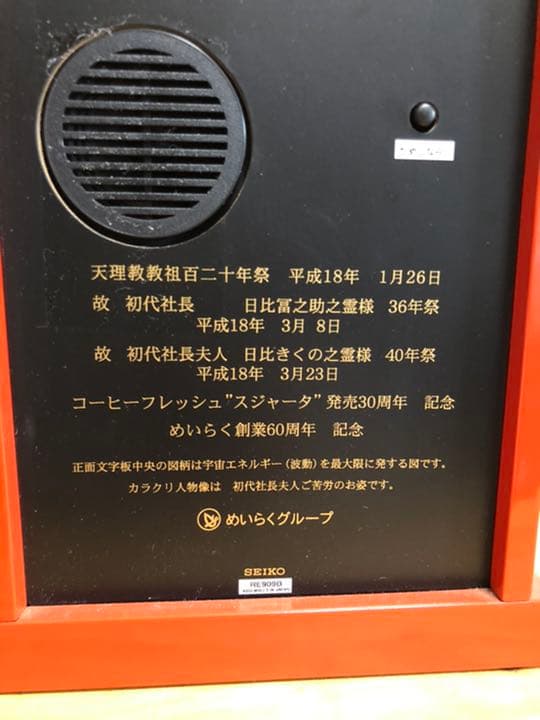 天理教教祖百二十年祭　平成18年　1月26日
故　初代社長　日比冨之助之霊様　36年祭
平成18年　3月 8日
故　初代社長夫人　日比きくの之霊様　40年祭
平成18年　3月23日
コーヒーフレッシュ”スジャータ”発売30周年　記念
めいらく創業60周年　記念
正面文字板中央の図柄は宇宙エネルギー（波動）を最大限に発する図です。
カラクリ人物像は　初代社長夫人ご苦労のお姿です。
めいらくグループ
SEIKO
ASSEMBLED IN JAPAN